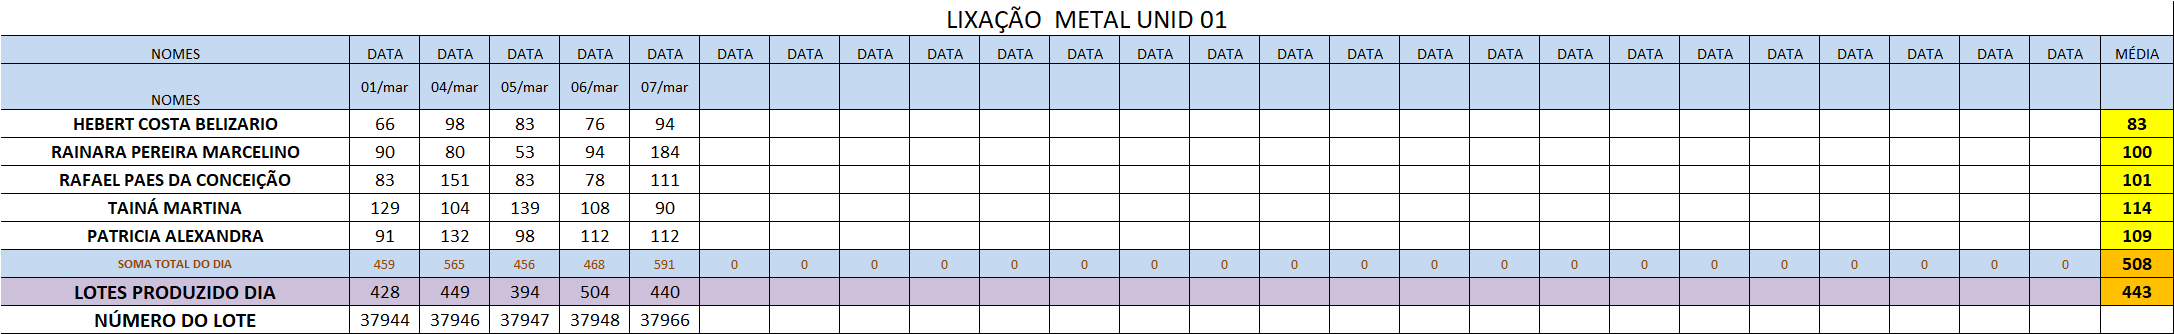 LIXAÇÃO METAL UNID 01
NOMES DATA DATA DATA DATA DATA DATA DATA DATA DATA DATA DATA DATA DATA DATA DATA DATA DATA DATA DATA DATA DATA DATA DATA DATA DATA MÉDIA
NOMES 01/mar 04/mar 05/mar 06/mar 07/mar
HEBERT COSTA BELIZARIO 66 98 83 76 94 83
RAINARA PEREIRA MARCELINO 90 80 53 94 184 100
RAFAEL PAES DA CONCEIÇÃO 83 151 83 78 111 101
TAINÁ MARTINA 129 104 139 108 90 114
PATRICIA ALEXANDRA 91 132 98 112 112 109
SOMA TOTAL DO DIA 459 565 456 468 591 0 0 0 0 0 0 0 0 0 0 0 0 0 0 0 0 0 0 0 0 508
LOTES PRODUZIDO DIA 428 449 394 504 440 443
NÚMERO DO LOTE 37944 37946 37947 37948 37966